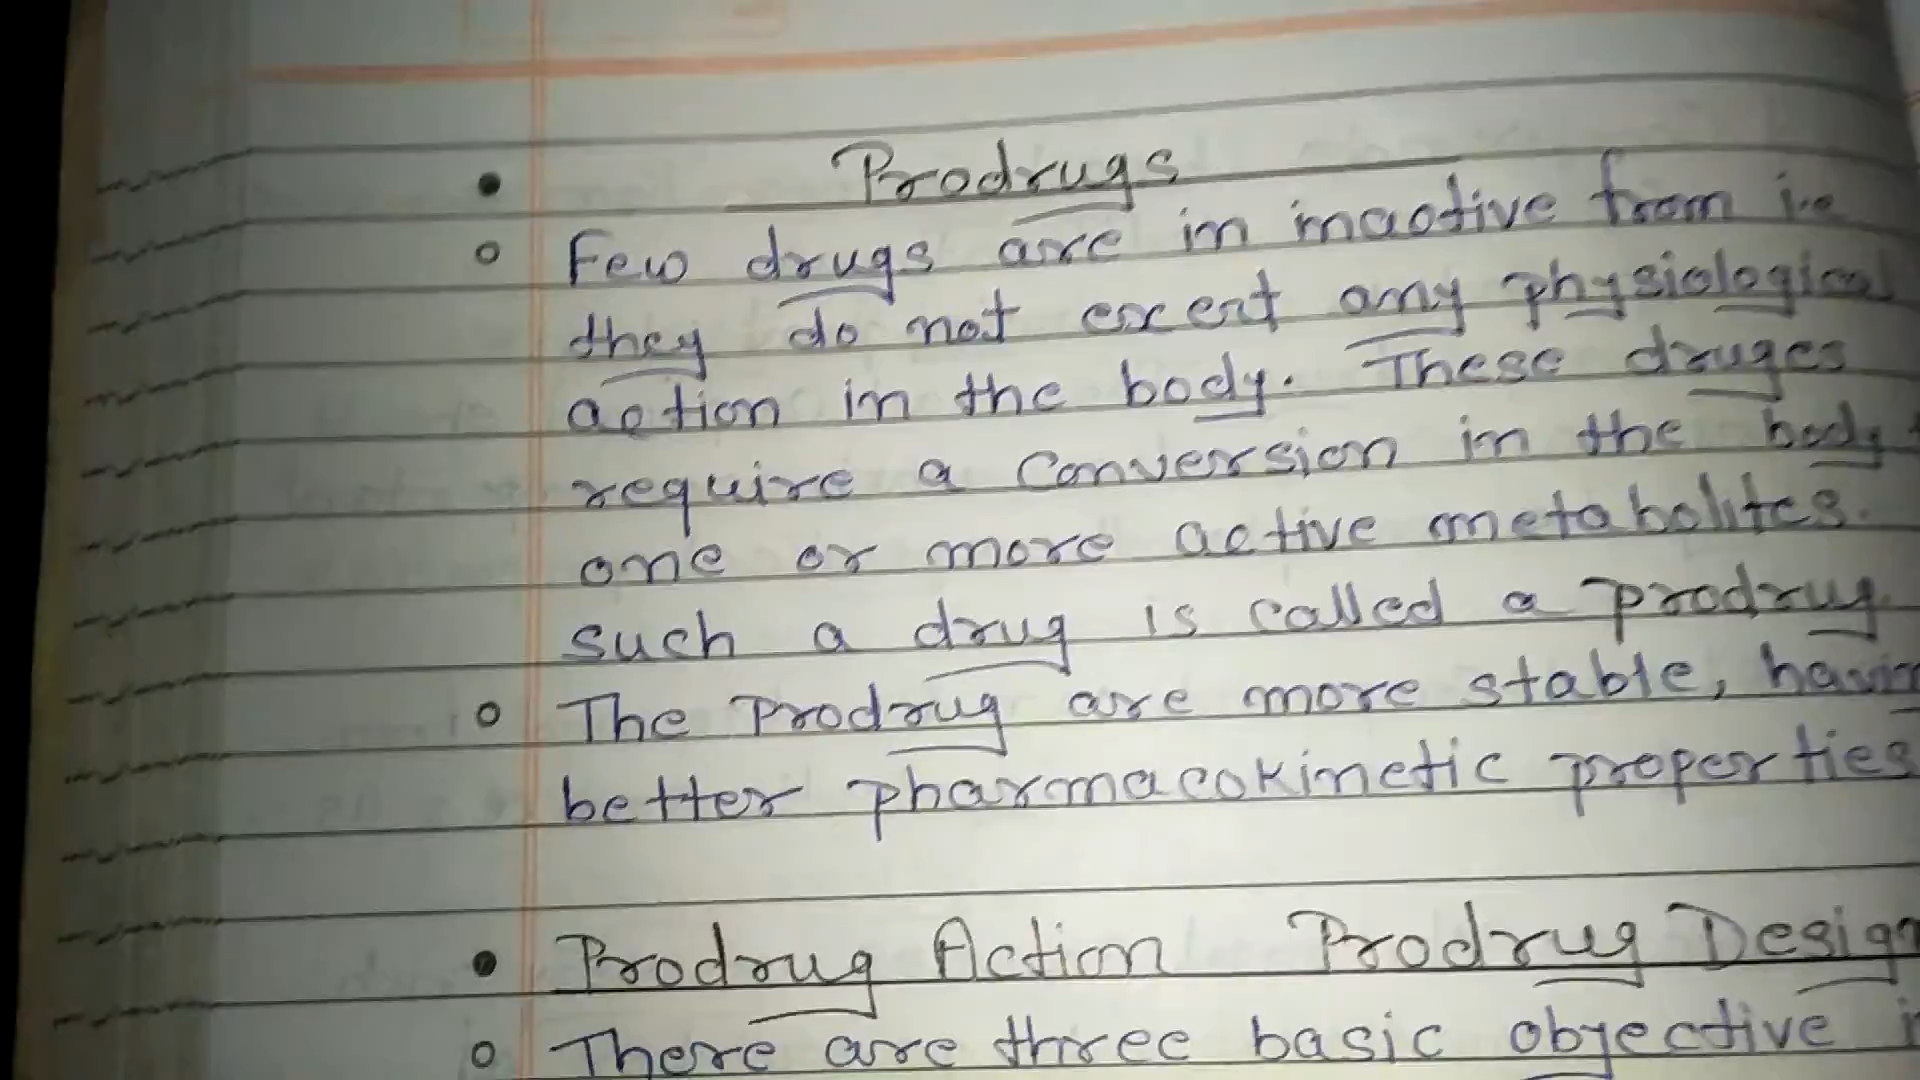 • Prodrugs
o Few drugs are in inactive from i.e
they do not exert any physiological
action in the body. These druges
require a conversion in the body
one or more active metabolites.
such a drug is called a prodrug
o The Prodrug are more stable, having
better pharmacokinetic properties
• Prodrug Action Prodrug Design
o There are three basic objective